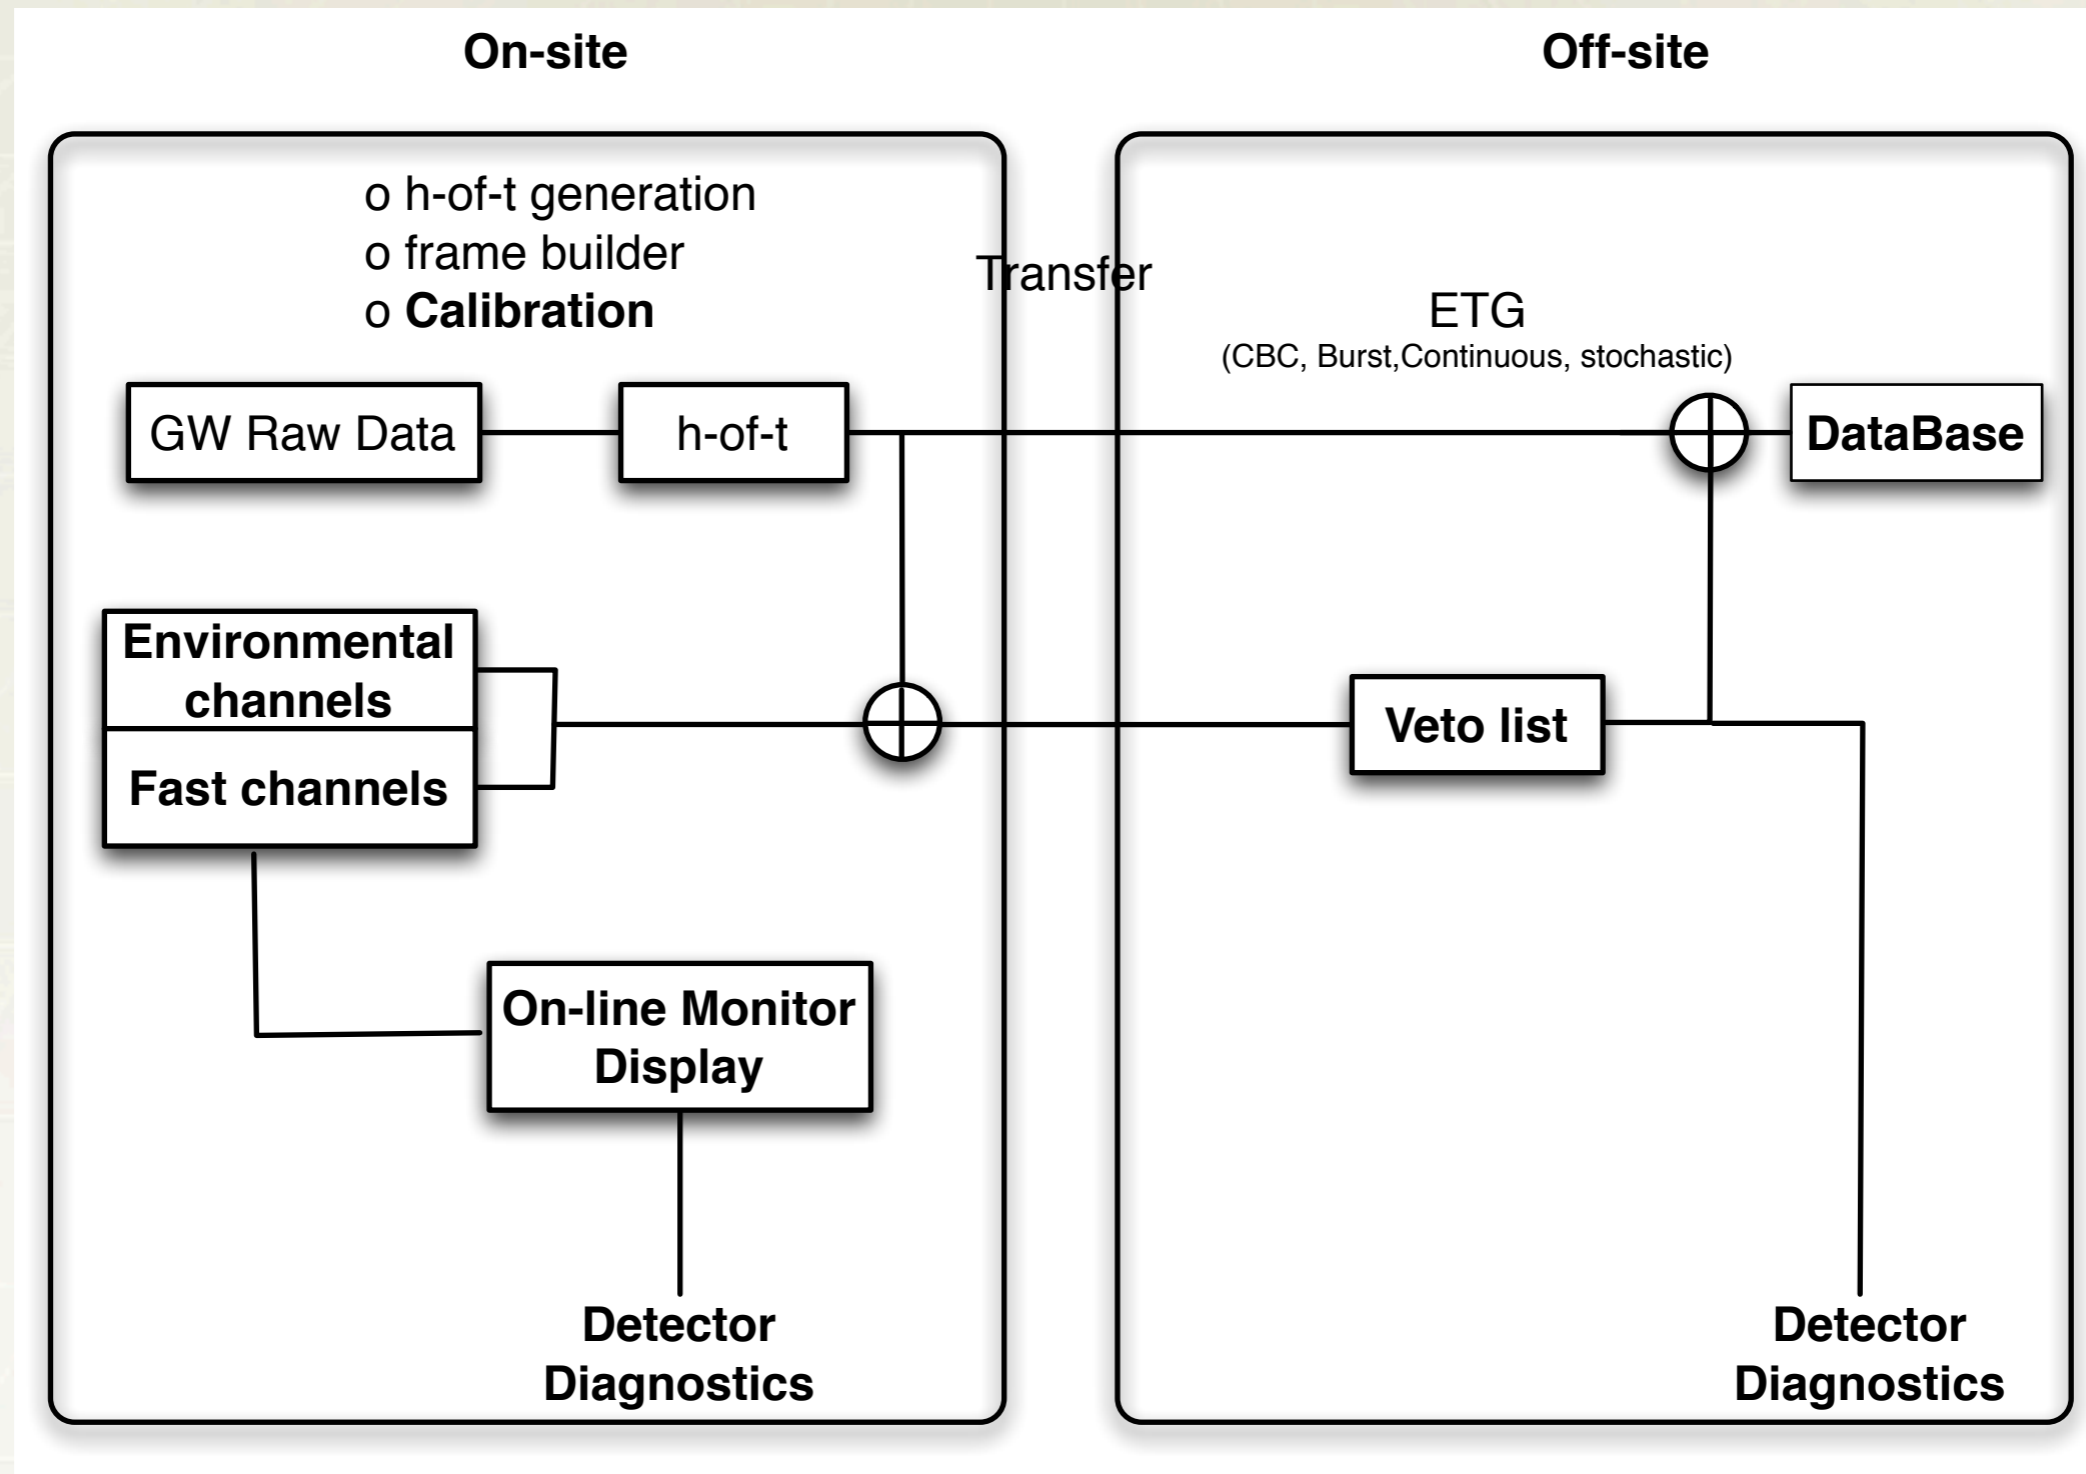 On-site
Off-site
o h-of-t generation
o frame builder
o Calibration
Transfer
ETG
(CBC, Burst,Continuous, stochastic)
GW Raw Data
h-of-t
DataBase
Environmental
channels
Fast channels
Veto list
On-line Monitor
Display
Detector
Diagnostics
Detector
Diagnostics